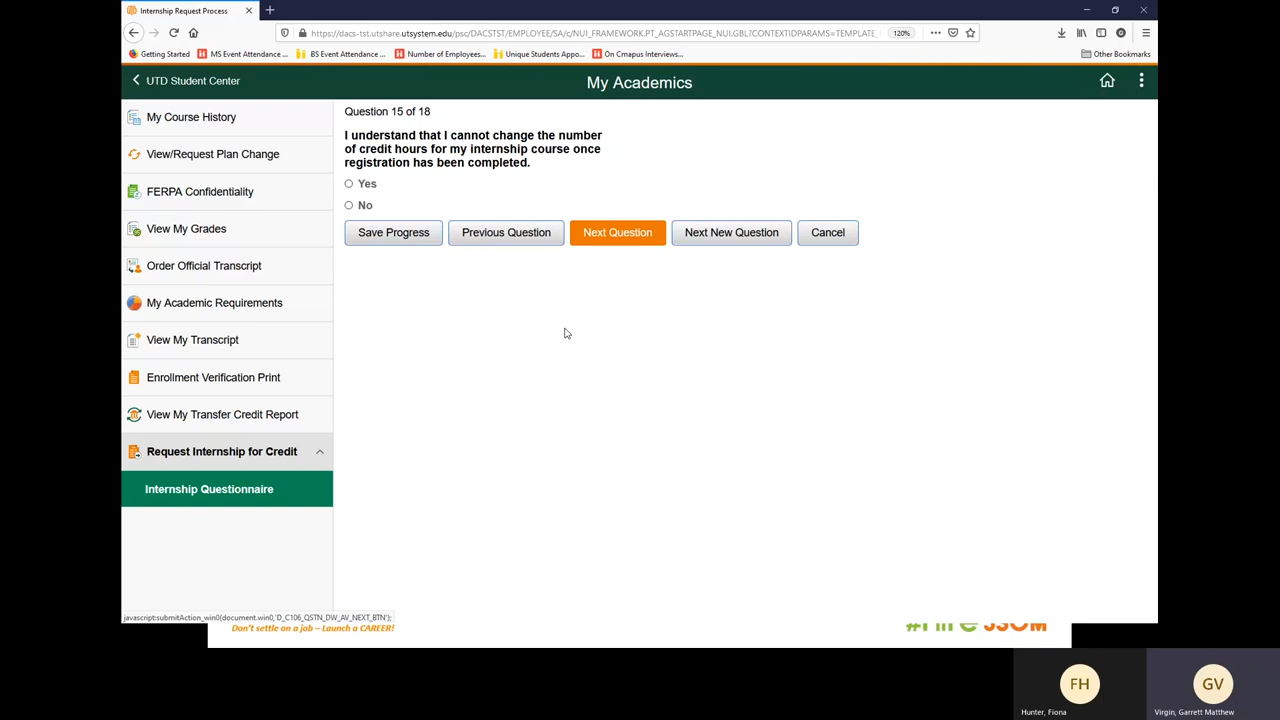 Internship Request Process
https://dacs-tst.utshare.utsystem.edu/psc/DACSTST/EMPLOYEE/SA/c/NUI_FRAMEWORK.PT_AGSTARTPAGE_NUI.GBL?CONTEXTIDPARAMS=TEMPLATE_
120%
Getting Started
MS Event Attendance ...
BS Event Attendance ...
Number of Employees...
Unique Students Appo...
On Cmapus Interviews...
Other Bookmarks
UTD Student Center
My Academics
My Course History
View/Request Plan Change
FERPA Confidentiality
View My Grades
Order Official Transcript
My Academic Requirements
View My Transcript
Enrollment Verification Print
View My Transfer Credit Report
Request Internship for Credit
Internship Questionnaire
Question 15 of 18
I understand that I cannot change the number
of credit hours for my internship course once
registration has been completed.
Yes
No
Save Progress
Previous Question
Next Question
Next New Question
Cancel
javascript:submitAction_win0(document.win0,'D_C106_QSTN_DW_AV_NEXT_BTN');
Don't settle on a job – Launch a CAREER!
FH
Hunter, Fiona
GV
Virgin, Garrett Matthew